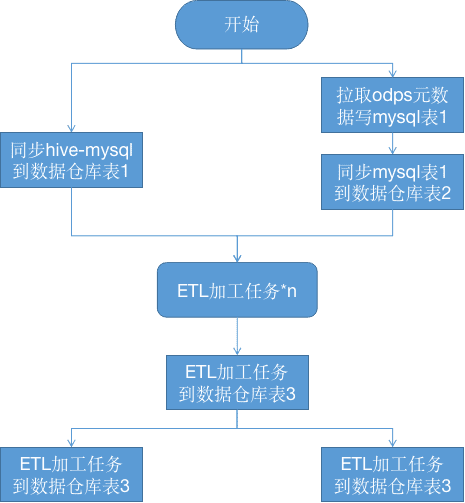 开始
拉取odps元数
据写mysql表1
同步hive-mysql
到数据仓库表1
同步mysql表1
到数据仓库表2
ETL加工任务*n
ETL加工任务
到数据仓库表3
ETL加工任务
到数据仓库表3
ETL加工任务
到数据仓库表3